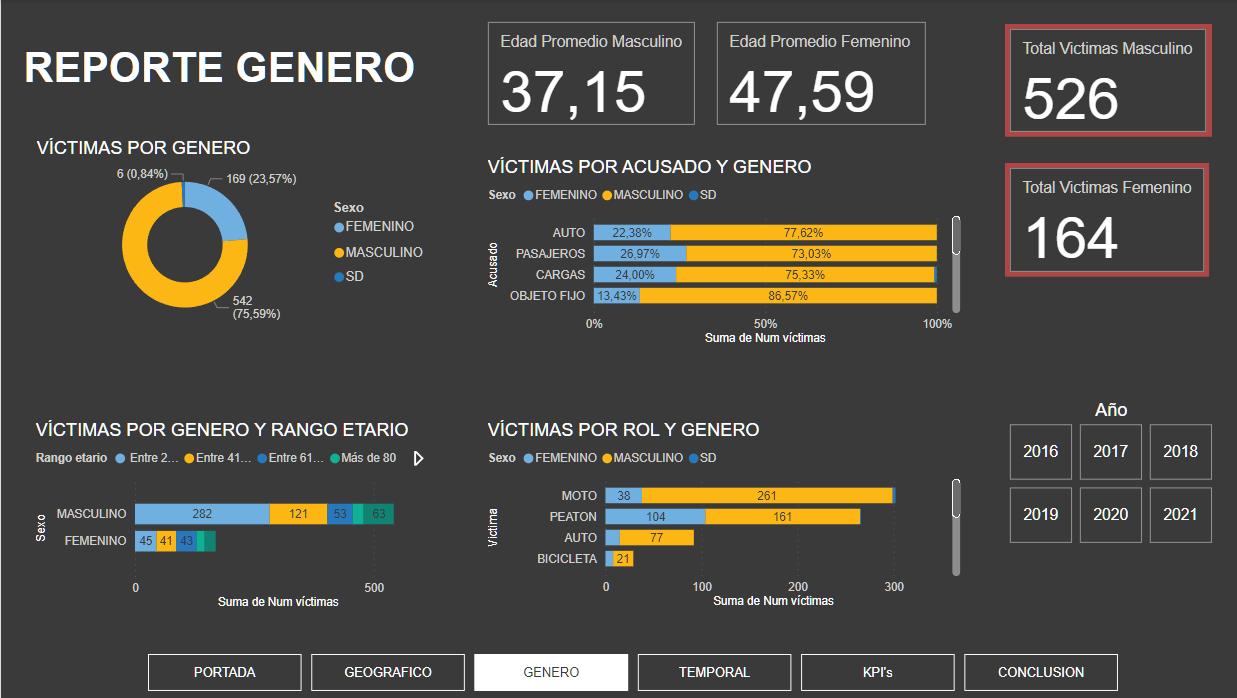 REPORTE GENERO
Edad Promedio Masculino
37,15
Edad Promedio Femenino
47,59
Total Victimas Masculino
526
Total Victimas Femenino
164
VÍCTIMAS POR GENERO
6 (0,84%)
169 (23,57%)
542
(75,59%)
Sexo
FEMENINO
MASCULINO
SD
VÍCTIMAS POR ACUSADO Y GENERO
Sexo FEMENINO MASCULINO SD
Acusado
AUTO 22,38% 77,62%
PASAJEROS 26,97% 73,03%
CARGAS 24,00% 75,33%
OBJETO FIJO 13,43% 86,57%
0% 50% 100%
Suma de Num víctimas
VÍCTIMAS POR GENERO Y RANGO ETARIO
Rango etario Entre 2... Entre 41... Entre 61... Más de 80
Sexo
MASCULINO 282 121 53 63
FEMENINO 45 41 43
0 500
Suma de Num víctimas
VÍCTIMAS POR ROL Y GENERO
Sexo FEMENINO MASCULINO SD
Víctima
MOTO 38 261
PEATON 104 161
AUTO 77
BICICLETA 21
0 100 200 300
Suma de Num víctimas
Año
2016 2017 2018
2019 2020 2021
PORTADA GEOGRAFICO GENERO TEMPORAL KPI's CONCLUSION